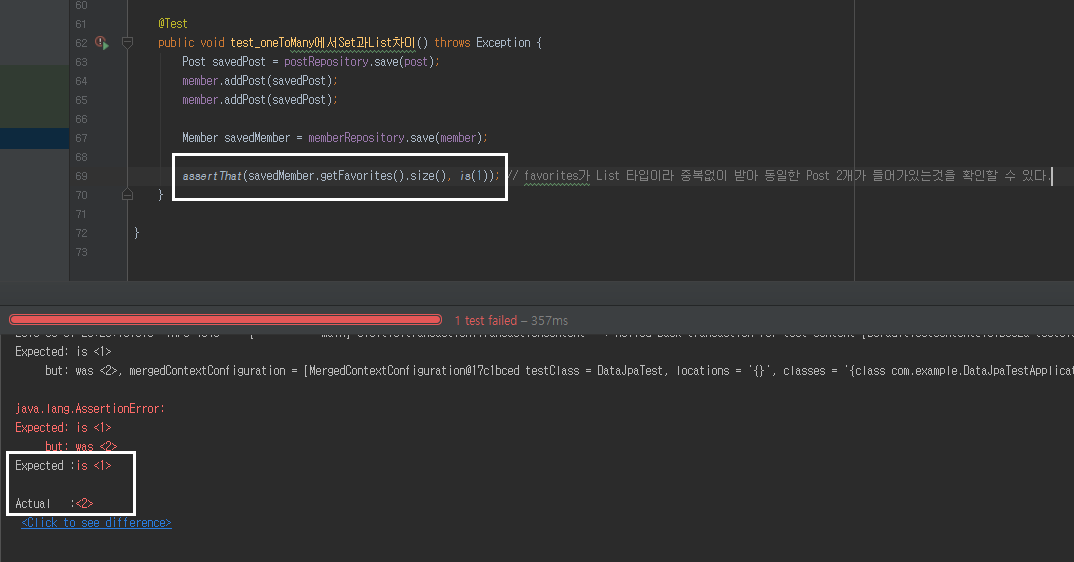 60
61 @Test
62 public void test_oneToMany에서Set과List차이() throws Exception {
63 Post savedPost = postRepository.save(post);
64 member.addPost(savedPost);
65 member.addPost(savedPost);
66
67 Member savedMember = memberRepository.save(member);
68
69 assertThat(savedMember.getFavorites().size(), is(1)); // favorites가 List 타입이라 중복없이 받아 동일한 Post 2개가 들어가있는것을 확인할 수 있다.
70 }
71
72 }
73
1 test failed – 357ms
Expected: is <1>
but: was <2>, mergedContextConfiguration = [MergedContextConfiguration@17c1bced testClass = DataJpaTest, locations = '{}', classes = '{class com.example.DataJpaTestApplicat
java.lang.AssertionError:
Expected: is <1>
but: was <2>
Expected :is <1>
Actual :<2>
<Click to see difference>